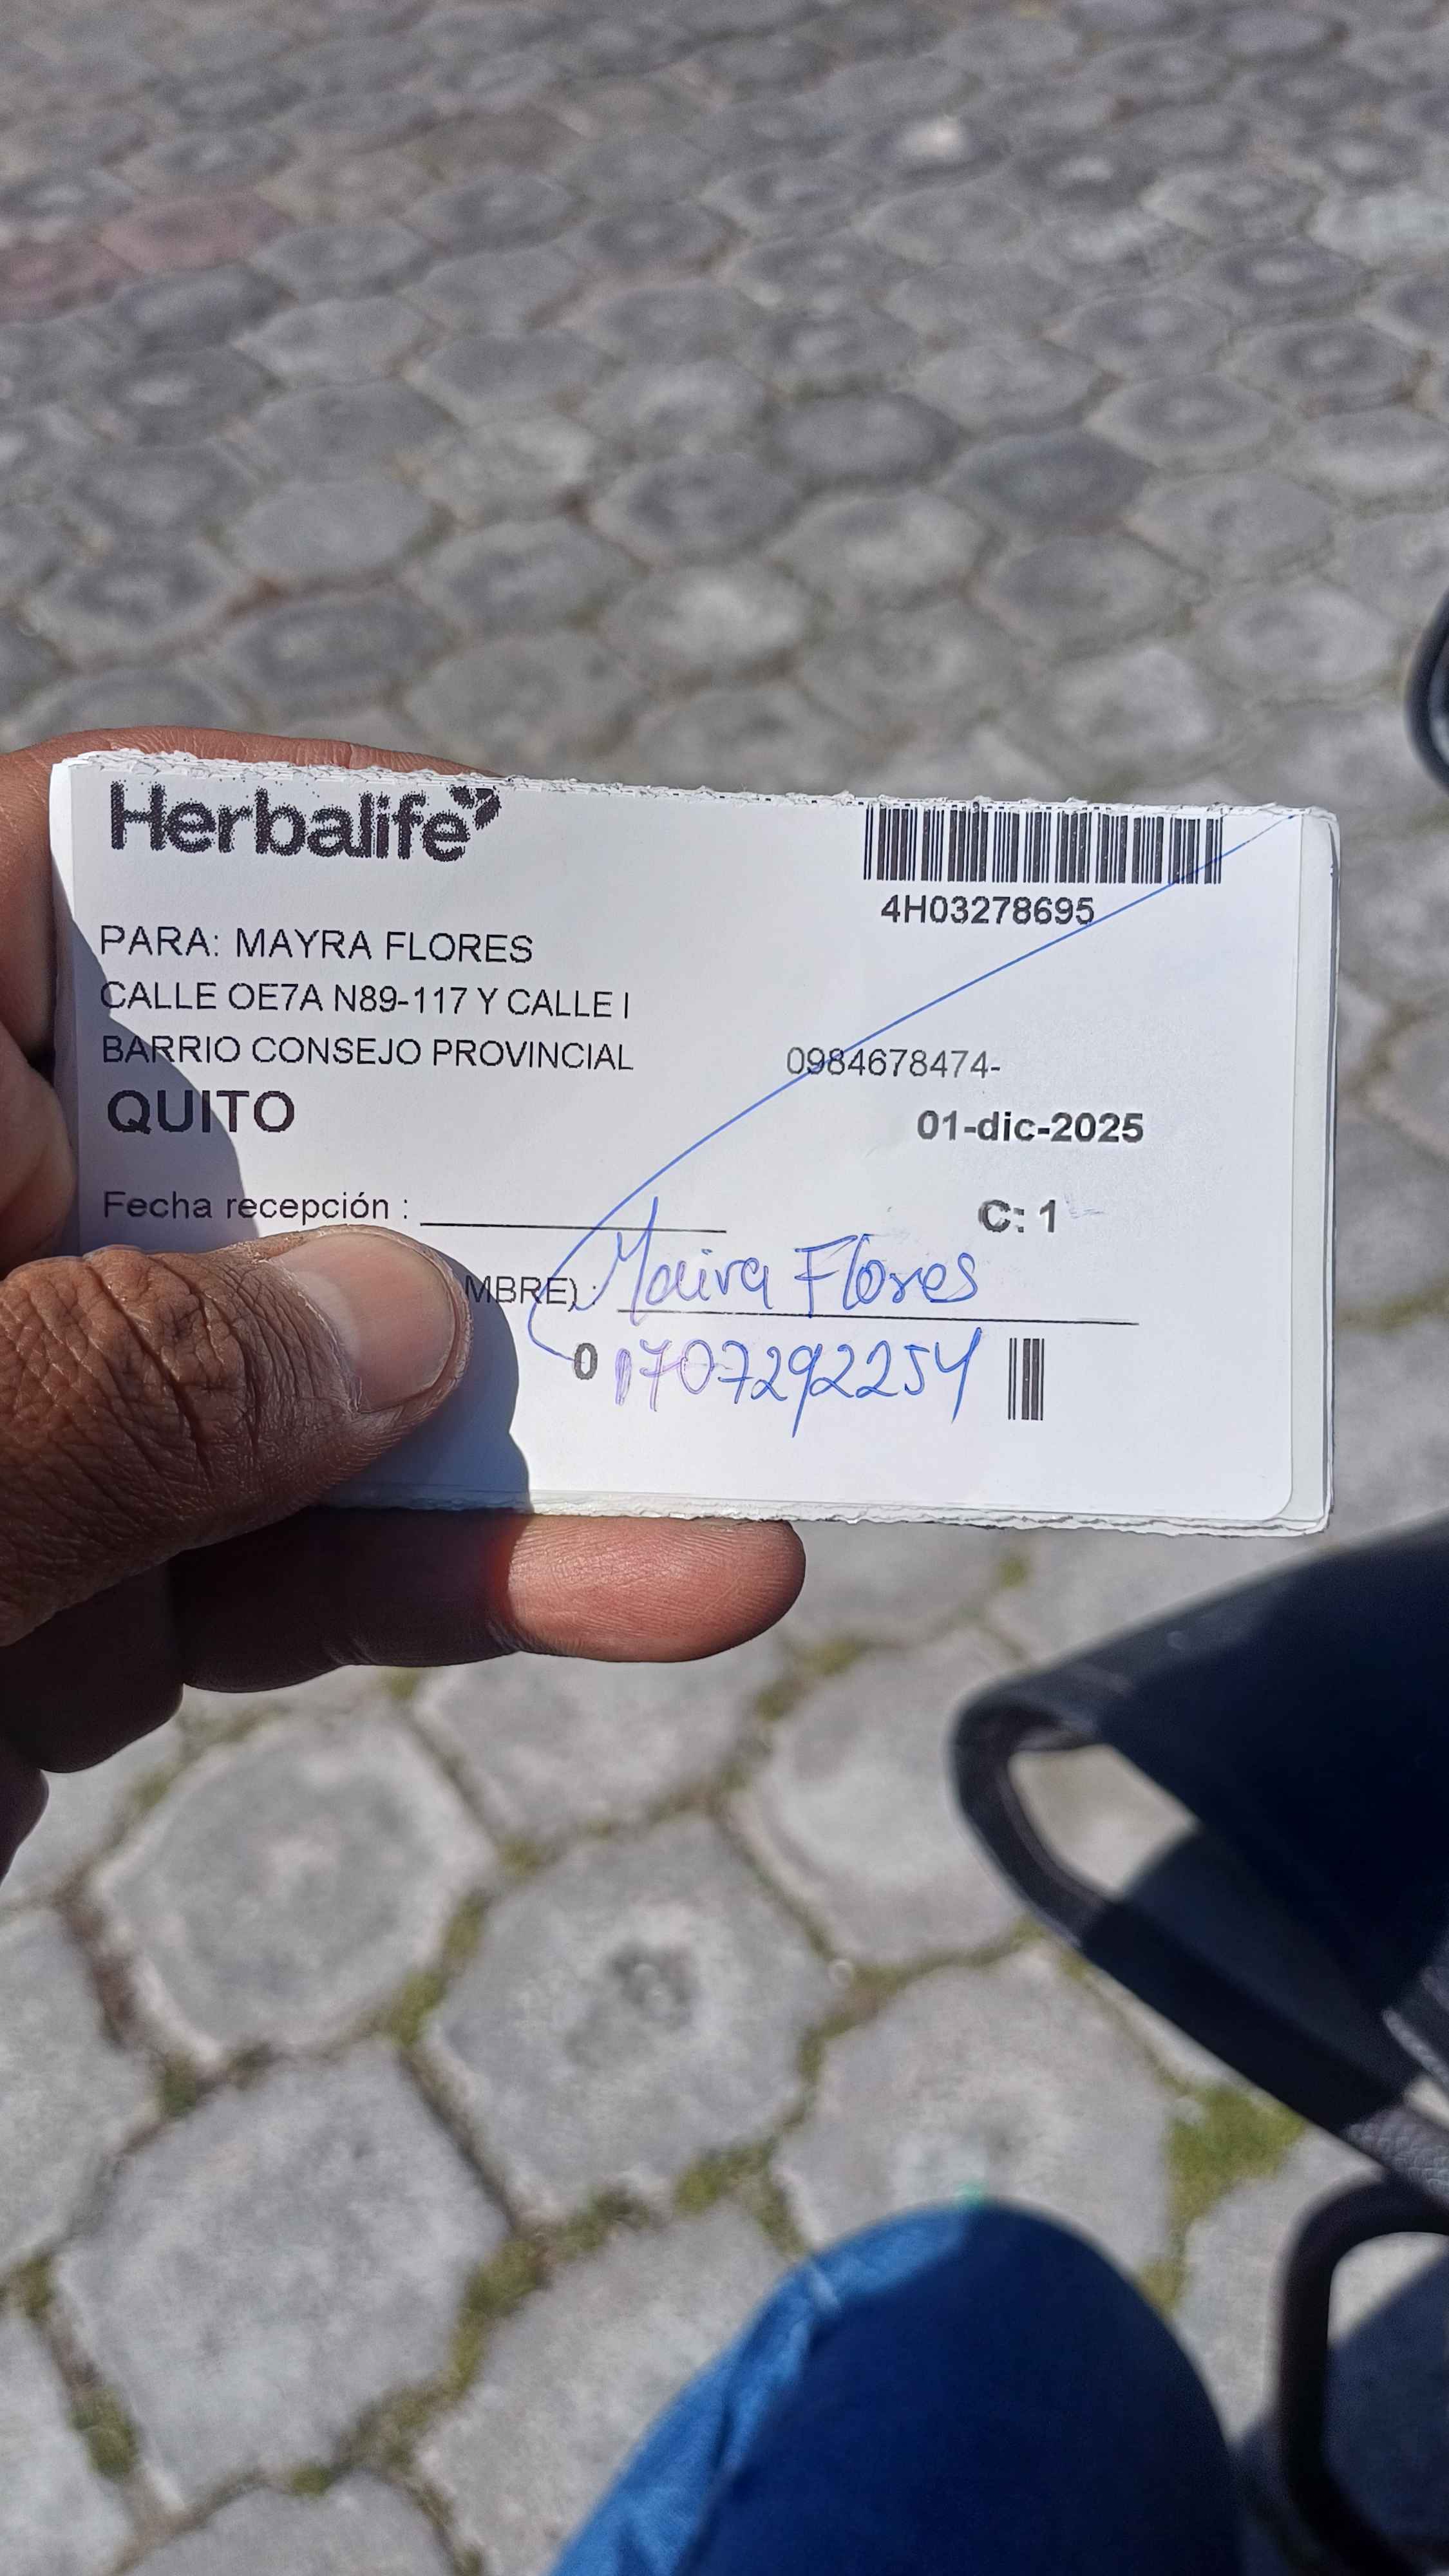 Herbalife
4H03278695
PARA: MAYRA FLORES
CALLE OE7A N89-117 Y CALLE I
BARRIO CONSEJO PROVINCIAL
0984678474-
QUITO
01-dic-2025
Fecha recepción :
C: 1
MBRE) : Maira Flores
0 1707292254